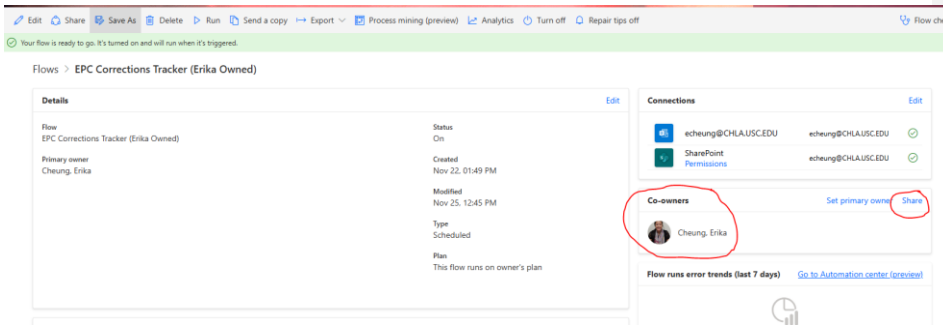 Edit Share Save As Delete Run Send a copy Export Process mining (preview) Analytics Turn off Repair tips off Flow che
Your flow is ready to go. It's turned on and will run when it's triggered.
Flows > EPC Corrections Tracker (Erika Owned)
Details Edit
Flow
EPC Corrections Tracker (Erika Owned)
Primary owner
Cheung, Erika
Status
On
Created
Nov 22, 01:49 PM
Modified
Nov 25, 12:45 PM
Type
Scheduled
Plan
This flow runs on owner's plan
Connections Edit
echeung@CHLA.USC.EDU echeung@CHLA.USC.EDU
SharePoint
Permissions echeung@CHLA.USC.EDU
Co-owners Set primary owner Share
Cheung, Erika
Flow runs error trends (last 7 days) Go to Automation center (preview)